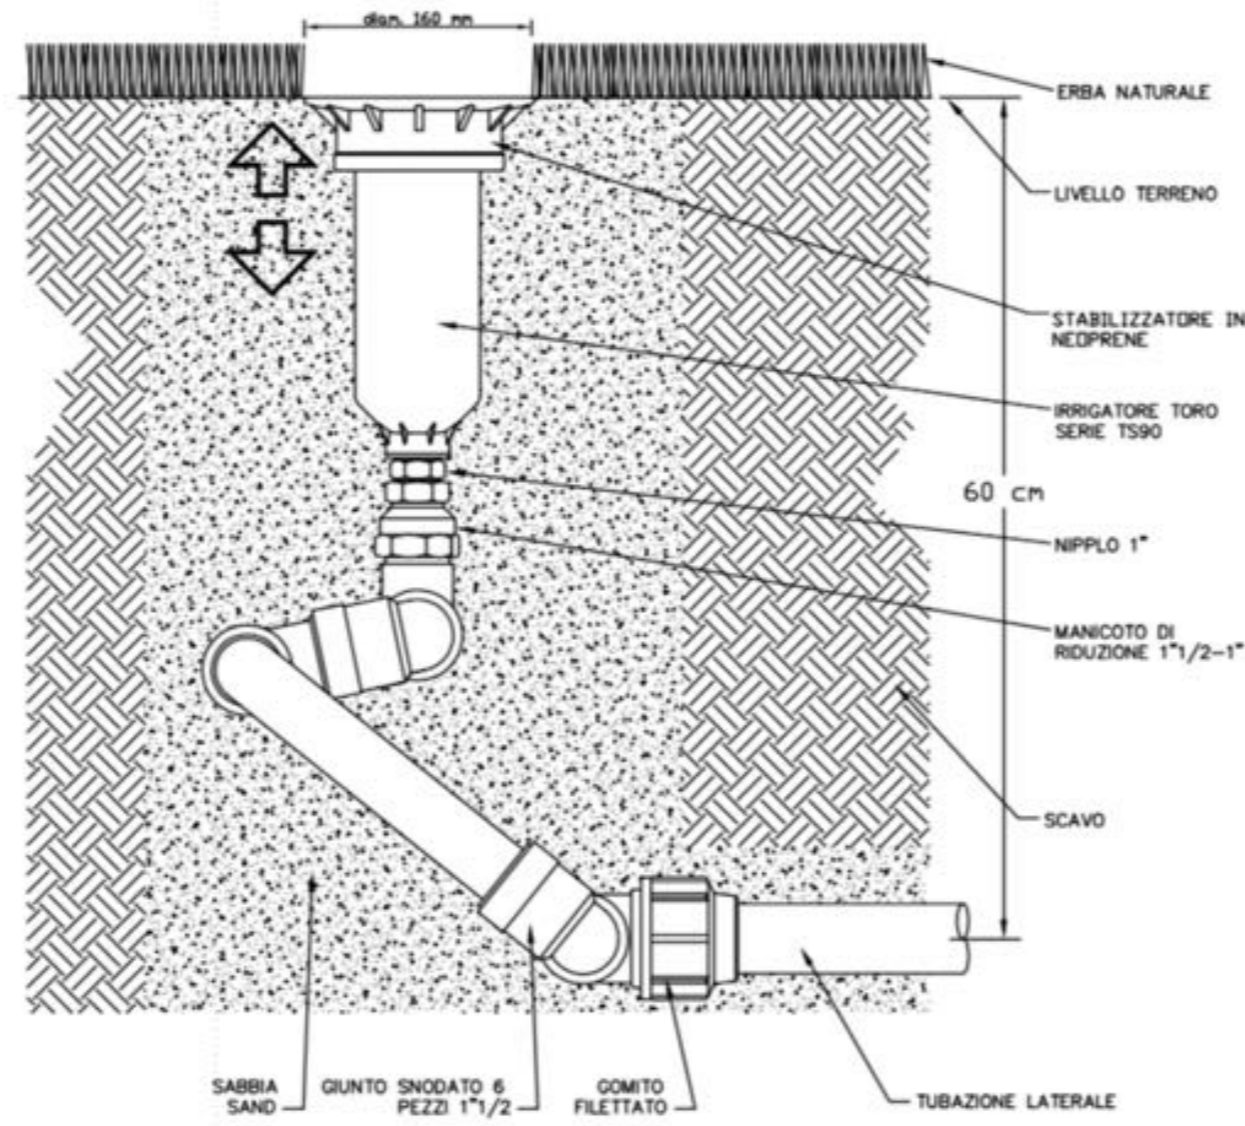 diam. 160 mm
ERBA NATURALE
LIVELLO TERRENO
STABILIZZATORE IN
NEOPRENE
IRRIGATORE TORO
SERIE TS90
60 cm
NIPPLO 1"
MANICOTO DI
RIDUZIONE 1"1/2-1"
SCAVO
SABBIA
SAND
GIUNTO SNODATO 6
PEZZI 1"1/2
GOMITO
FILETTATO
TUBAZIONE LATERALE